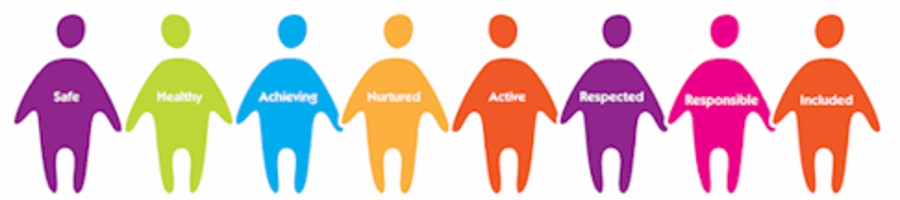 Safe Healthy Achieving Nurtured Active Respected Responsible Included